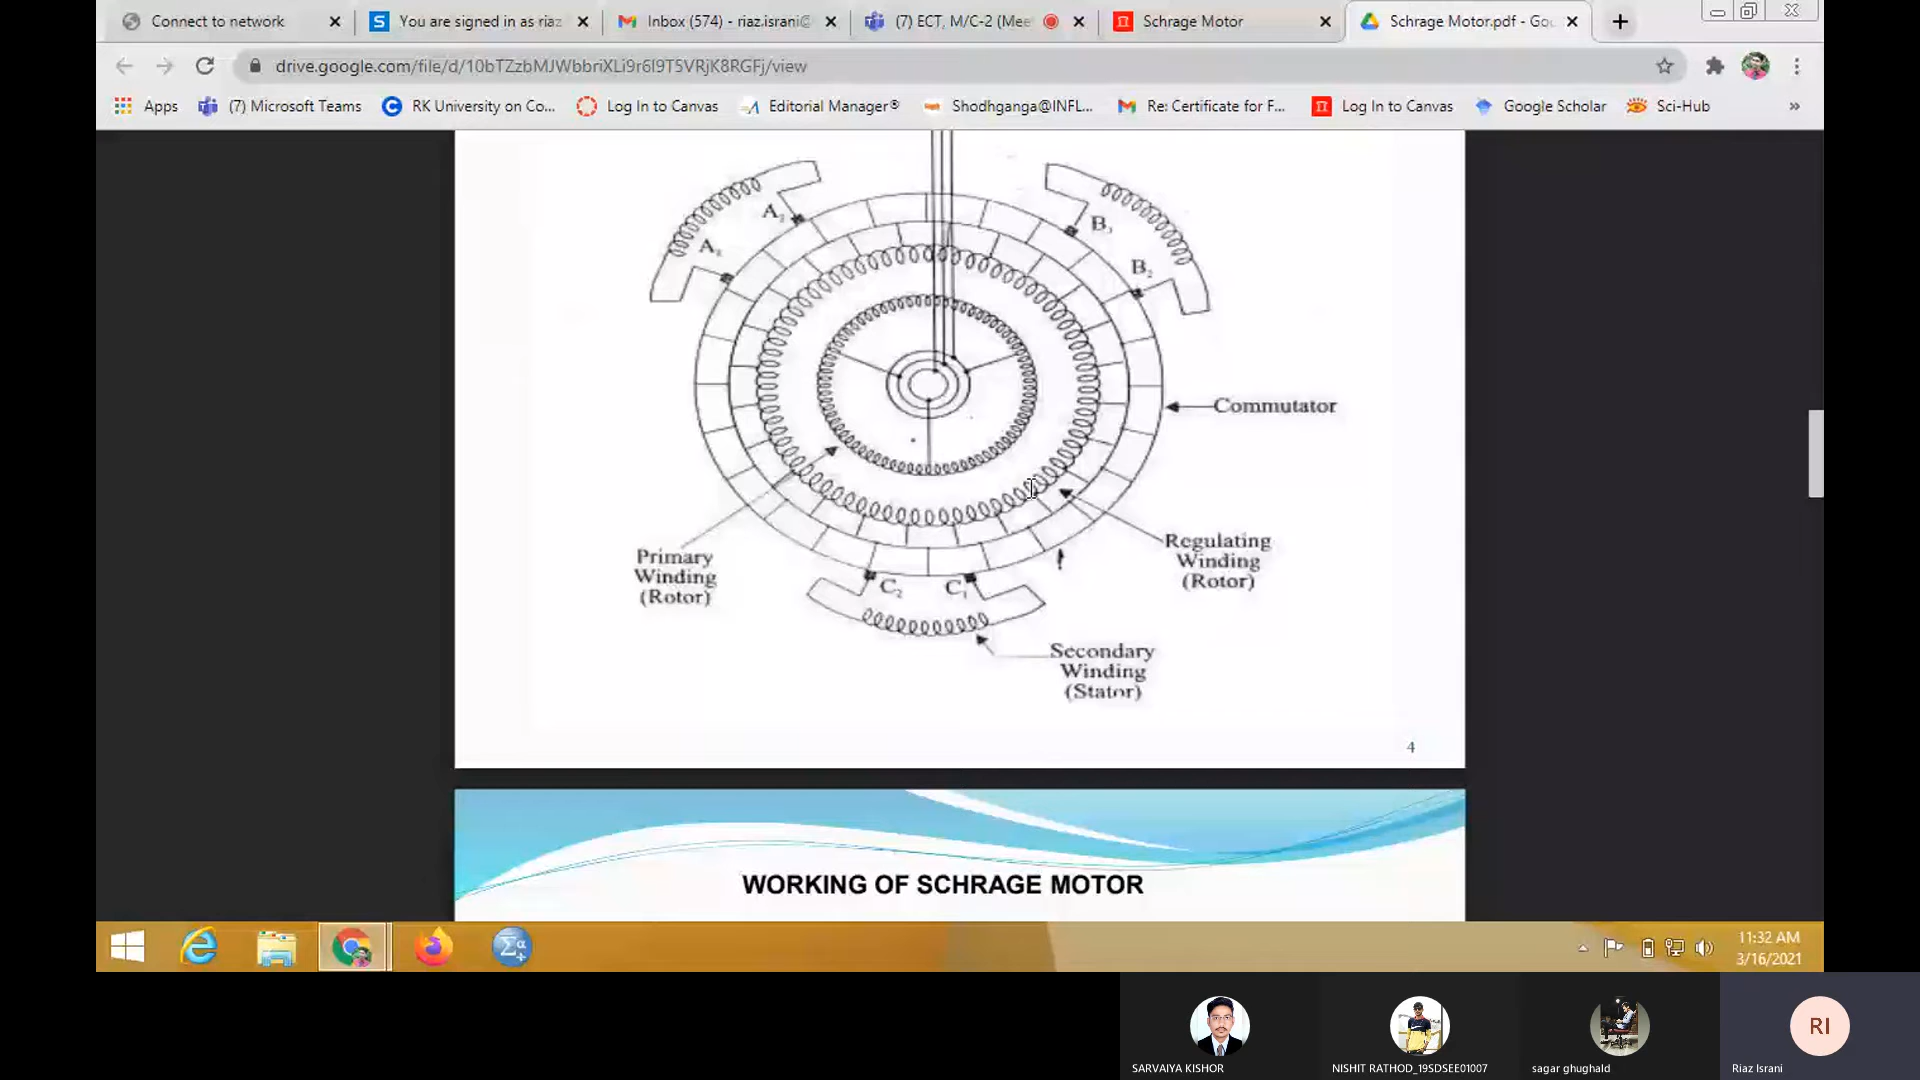 Connect to network
You are signed in as riaz
Inbox (574) - riaz.israni@
(7) ECT, M/C-2 (Mee
Schrage Motor
Schrage Motor.pdf - Goo
drive.google.com/file/d/10bTZzbMJWbbriXLi9r6I9T5VRjK8RGFj/view
Apps
(7) Microsoft Teams
RK University on Co...
Log In to Canvas
Editorial Manager®
Shodhganga@INFL...
Re: Certificate for F...
Log In to Canvas
Google Scholar
Sci-Hub
»
A1
B1
A2
B2
Commutator
Primary
Winding
(Rotor)
Regulating
Winding
(Rotor)
C2
C1
Secondary
Winding
(Stator)
4
WORKING OF SCHRAGE MOTOR
11:32 AM
3/16/2021
RI
SARVAIYA KISHOR
NISHIT RATHOD_19SDSEE01007
sagar ghughald
Riaz Israni